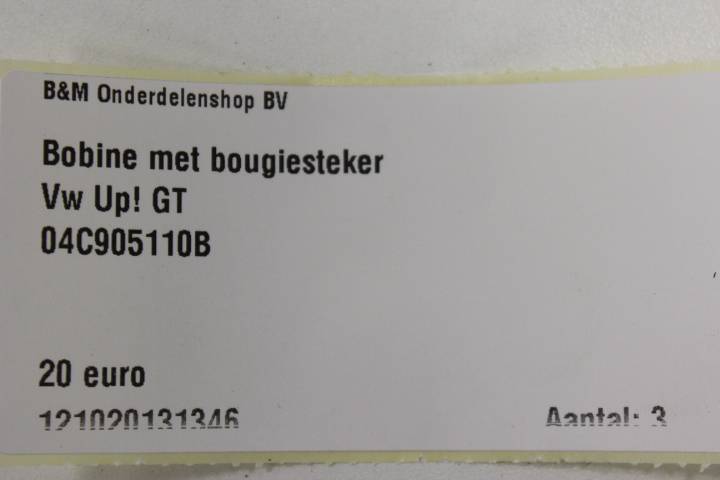 B&M Onderdelenshop BV
Bobine met bougiesteker
Vw Up! GT
04C905110B
20 euro
121020131346
Aantal: 3